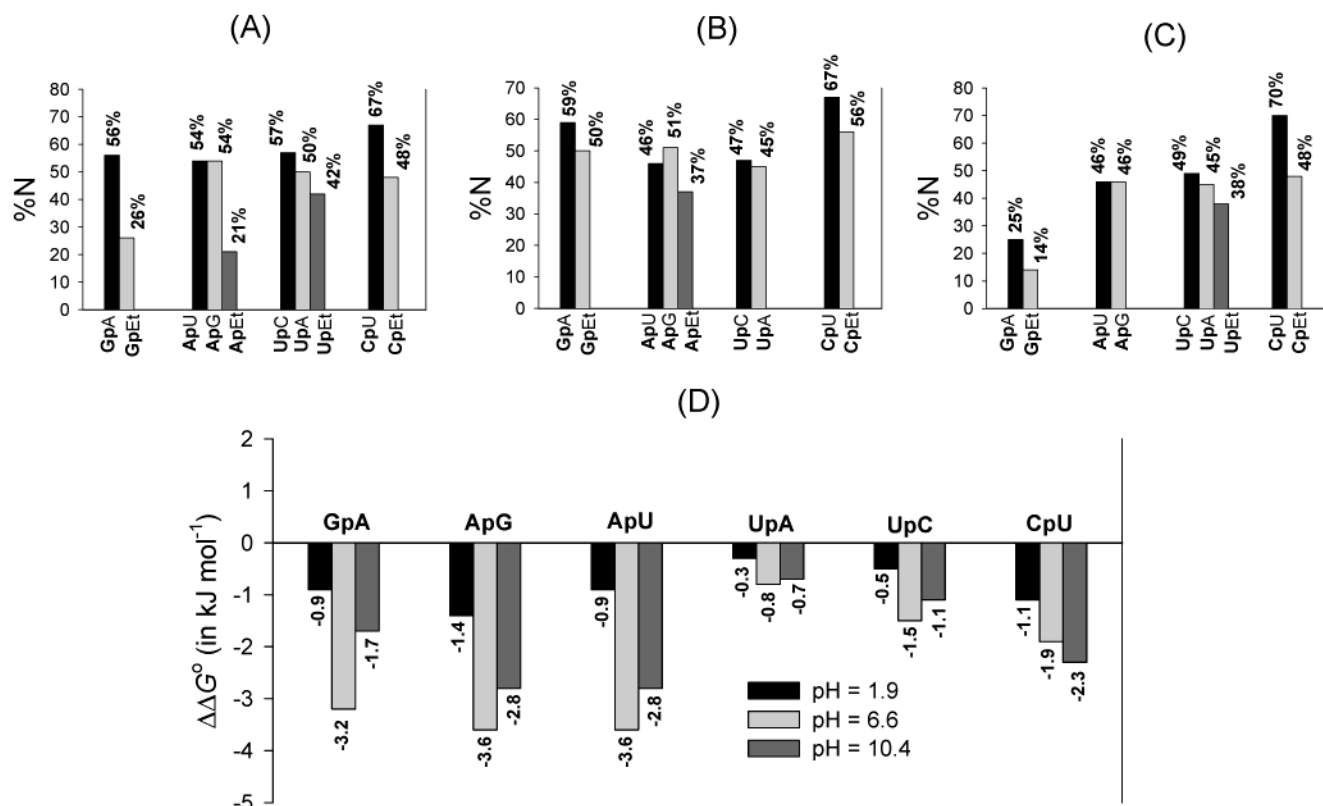 (A)
%N
80
70
60
50
40
30
20
10
0
56%
26%
54%
54%
21%
57%
50%
42%
67%
48%
GpA
GpEt
ApU
ApG
ApEt
UpC
UpA
UpEt
CpU
CpEt
(B)
%N
70
60
50
40
30
20
10
0
59%
50%
46%
51%
37%
47%
45%
67%
56%
GpA
GpEt
ApU
ApG
ApEt
UpC
UpA
CpU
CpEt
(C)
%N
80
70
60
50
40
30
20
10
0
25%
14%
46%
46%
49%
45%
38%
70%
48%
GpA
GpEt
ApU
ApG
UpC
UpA
UpEt
CpU
CpEt
(D)
ΔΔG° (in kJ mol⁻¹)
2
1
0
-1
-2
-3
-4
-5
GpA
ApG
ApU
UpA
UpC
CpU
-0.9
-3.2
-1.7
-1.4
-3.6
-2.8
-0.9
-3.6
-2.8
-0.3
-0.8
-0.7
-0.5
-1.5
-1.1
-1.1
-1.9
-2.3
pH = 1.9
pH = 6.6
pH = 10.4